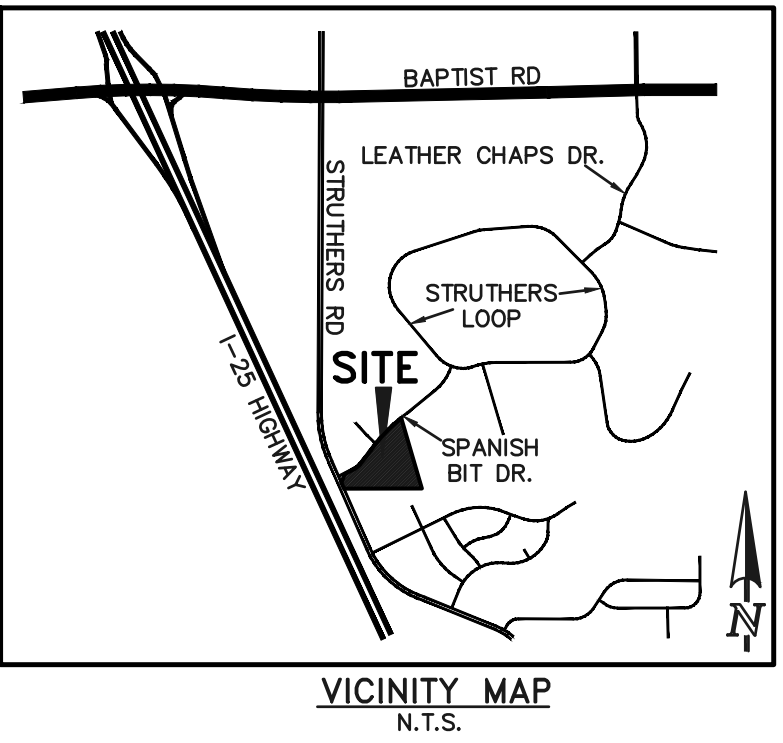 BAPTIST RD
LEATHER CHAPS DR.
STRUTHERS RD
STRUTHERS
LOOP
I-25 HIGHWAY
SITE
SPANISH
BIT DR.
N
VICINITY MAP
N.T.S.